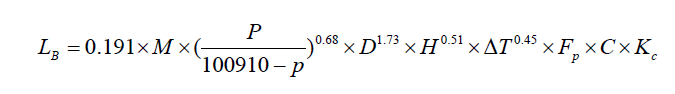 L_B = 0.191 × M × (P / (100910 − p))^0.68 × D^1.73 × H^0.51 × ΔT^0.45 × F_p × C × K_c